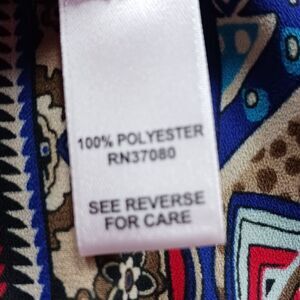 100% POLYESTER
RN37080
SEE REVERSE
FOR CARE